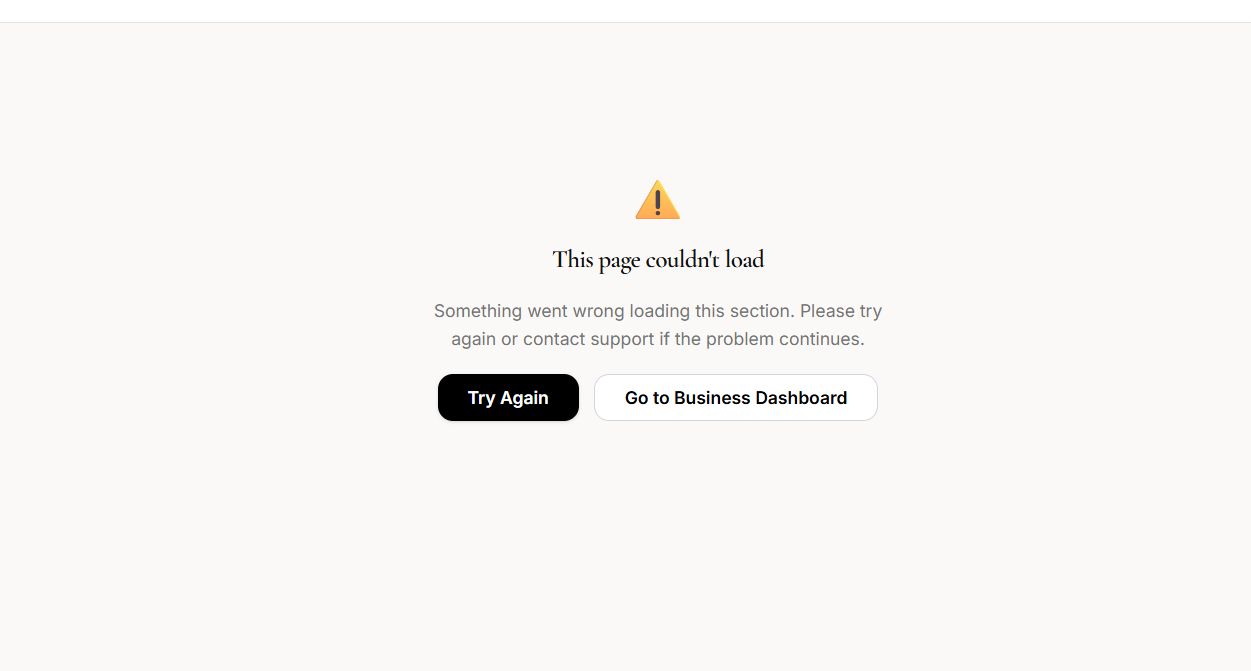 This page couldn't load
Something went wrong loading this section. Please try
again or contact support if the problem continues.
Try Again
Go to Business Dashboard